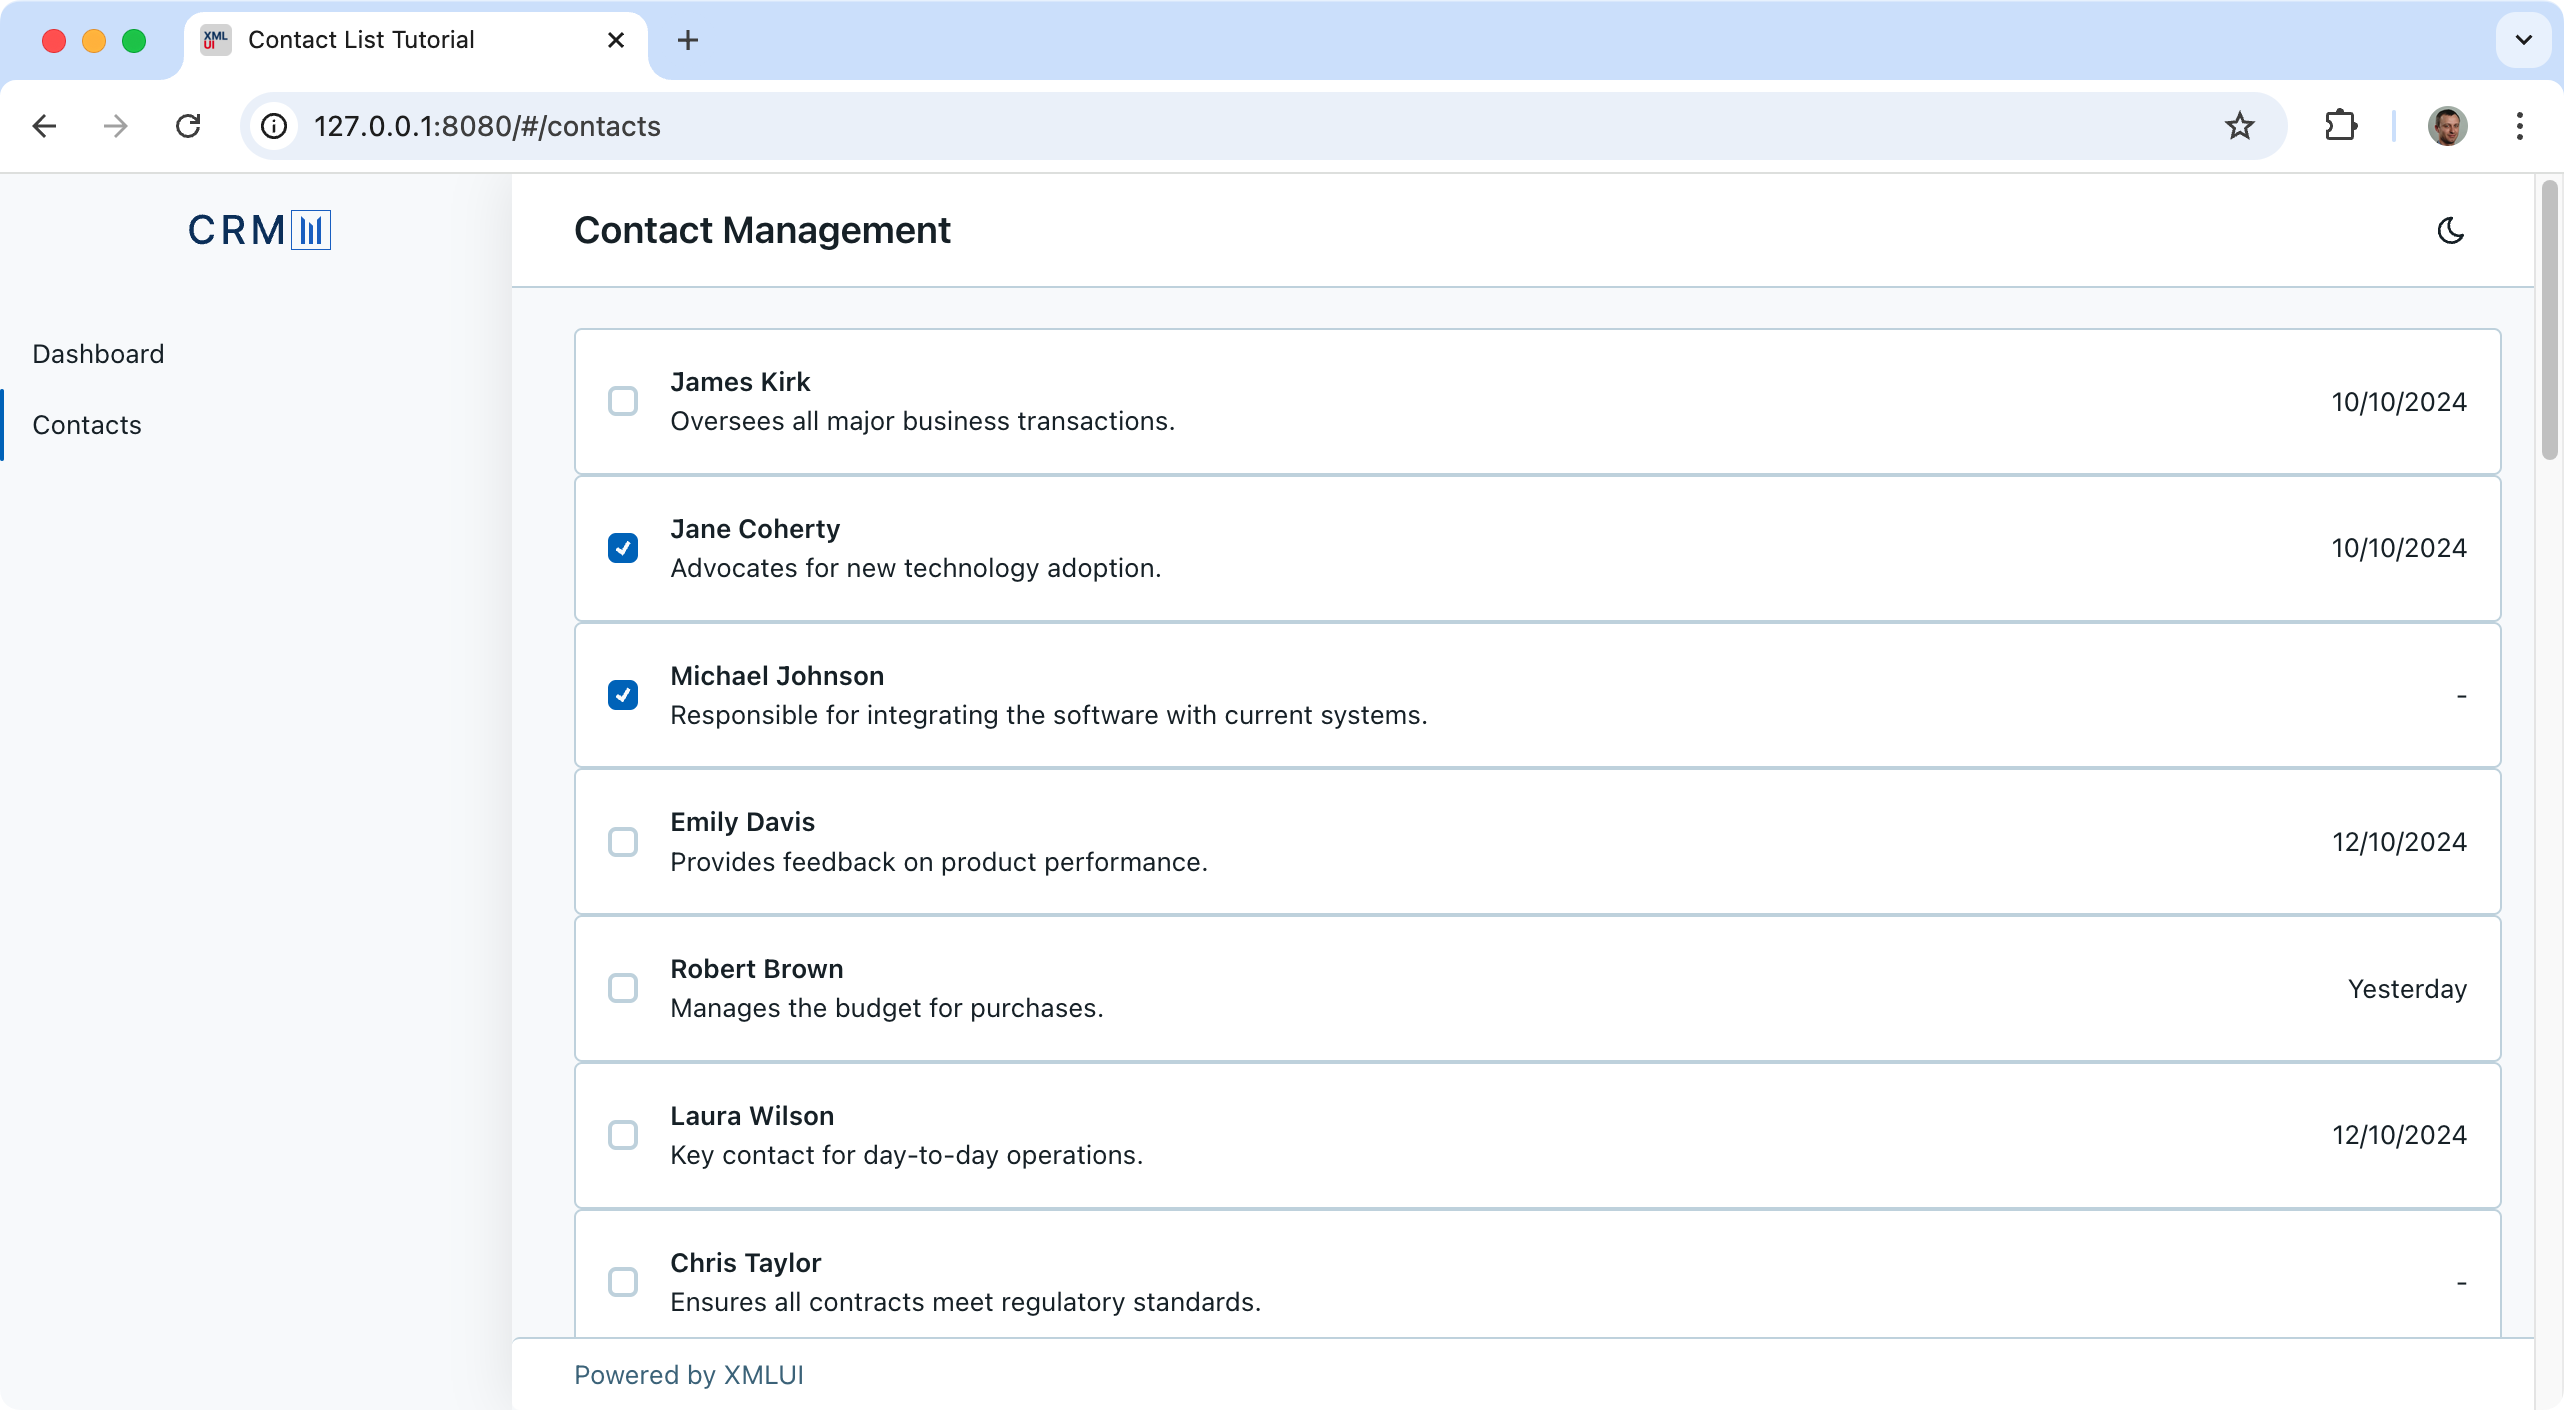 XML
UI
Contact List Tutorial
127.0.0.1:8080/#/contacts
CRM
Contact Management
Dashboard
Contacts
James Kirk
Oversees all major business transactions.
10/10/2024
Jane Coherty
Advocates for new technology adoption.
10/10/2024
Michael Johnson
Responsible for integrating the software with current systems.
-
Emily Davis
Provides feedback on product performance.
12/10/2024
Robert Brown
Manages the budget for purchases.
Yesterday
Laura Wilson
Key contact for day-to-day operations.
12/10/2024
Chris Taylor
Ensures all contracts meet regulatory standards.
-
Powered by XMLUI